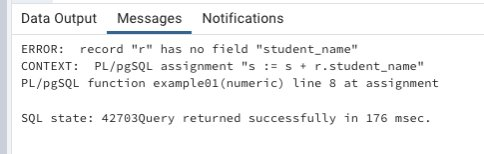 Data Output Messages Notifications
ERROR:  record "r" has no field "student_name"
CONTEXT:  PL/pgSQL assignment "s := s + r.student_name"
PL/pgSQL function example01(numeric) line 8 at assignment
SQL state: 42703Query returned successfully in 176 msec.